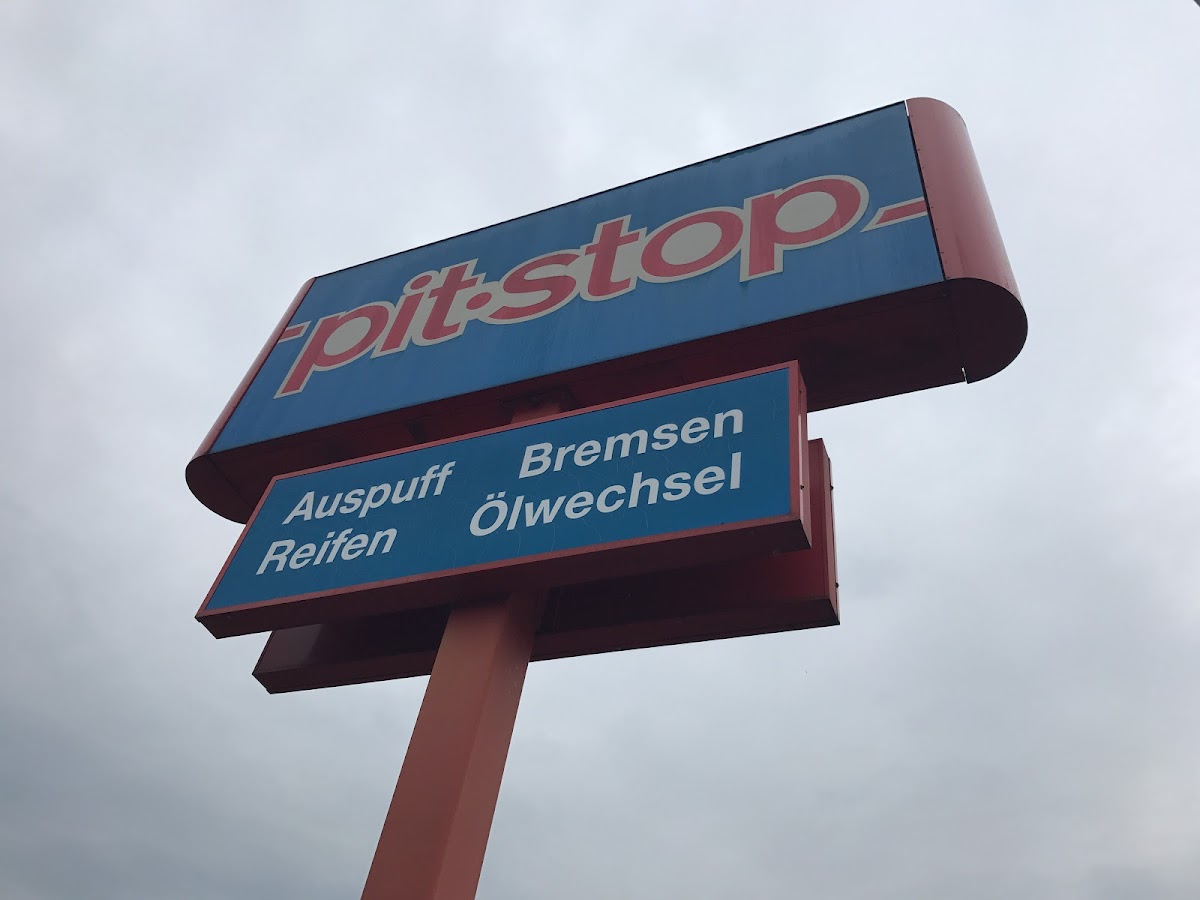 pit·stop
Auspuff Bremsen
Reifen Ölwechsel